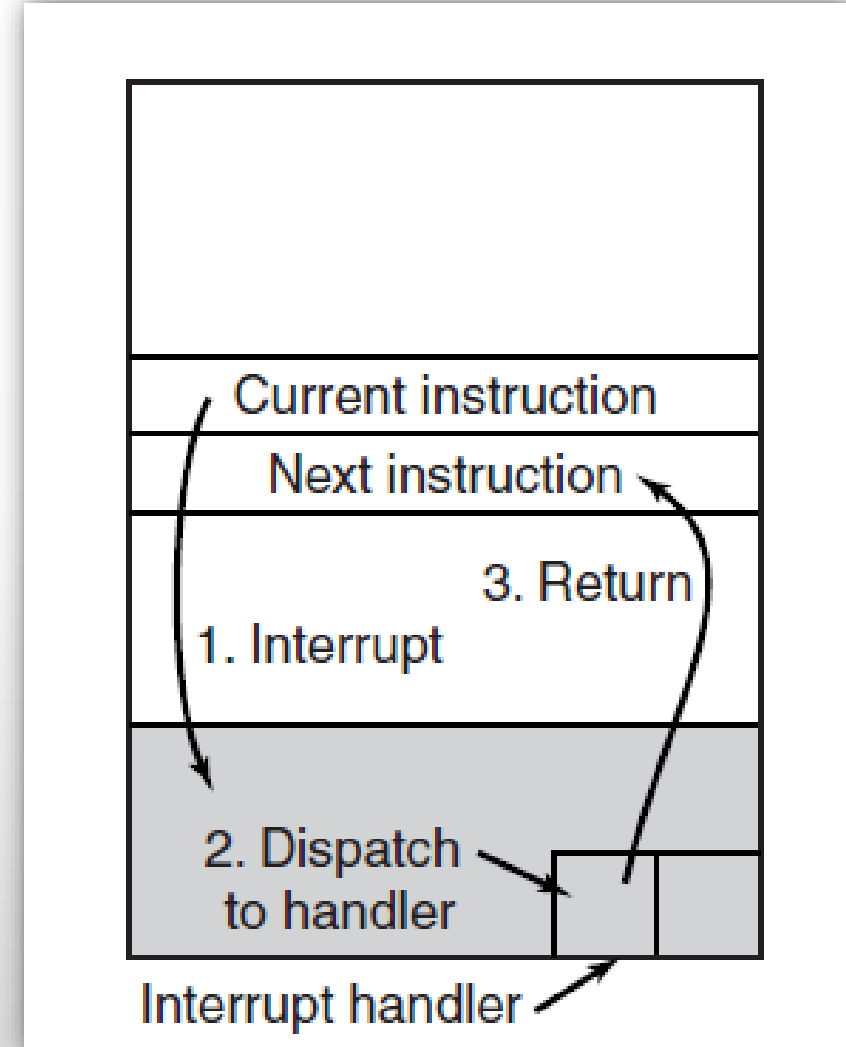 Current instruction
Next instruction
3. Return
1. Interrupt
2. Dispatch
to handler
Interrupt handler